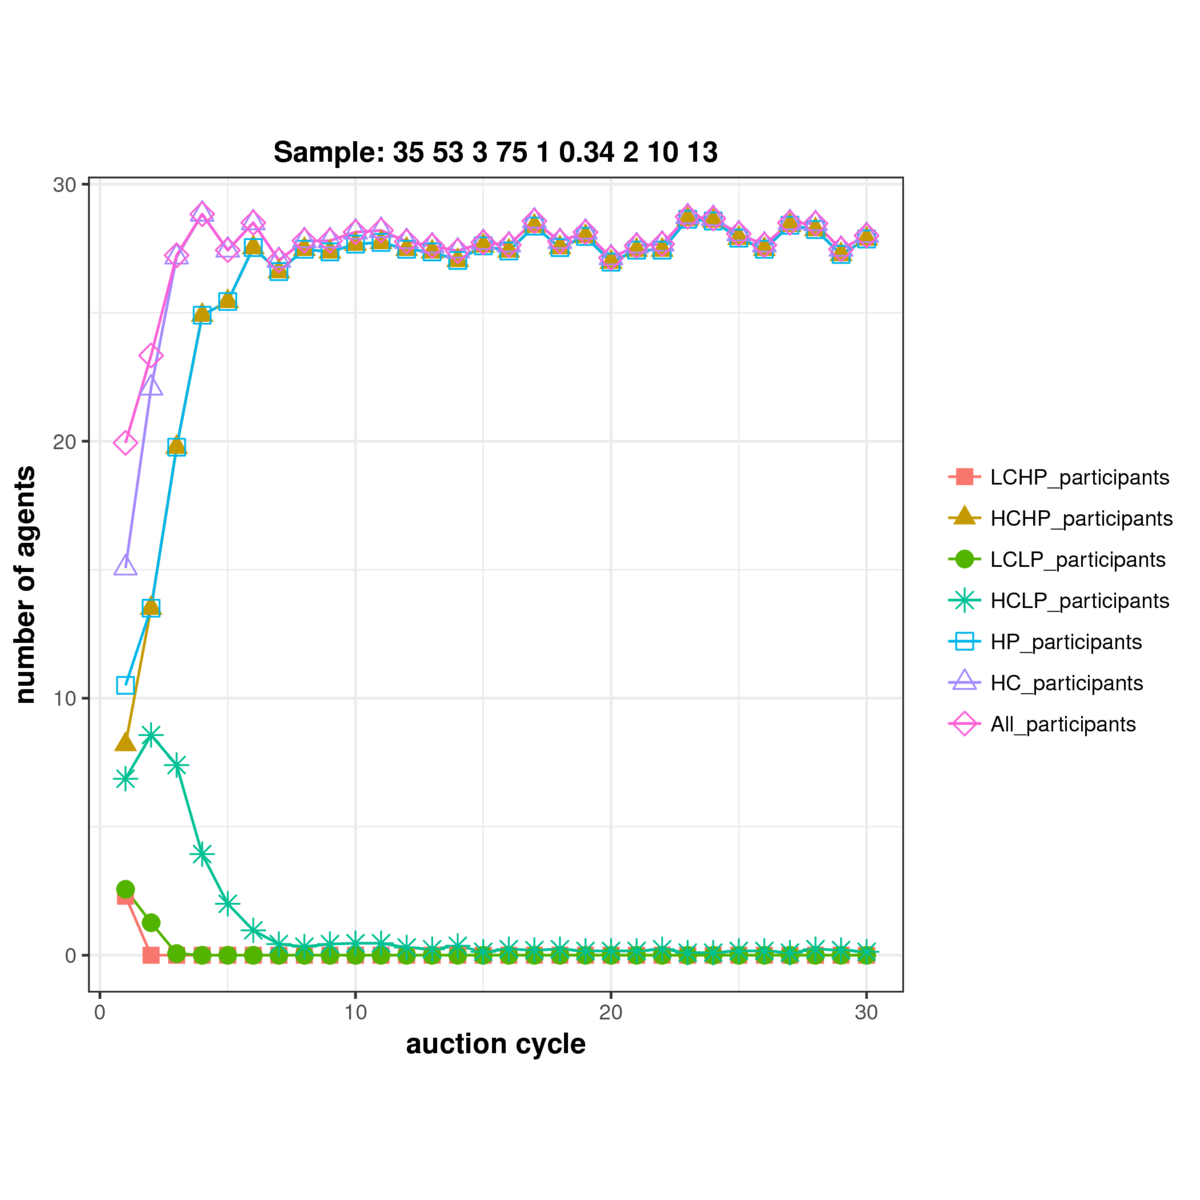 Sample: 35 53 3 75 1 0.34 2 10 13
30
20
10
0
number of agents
0 10 20 30
auction cycle
LCHP_participants
HCHP_participants
LCLP_participants
HCLP_participants
HP_participants
HC_participants
All_participants